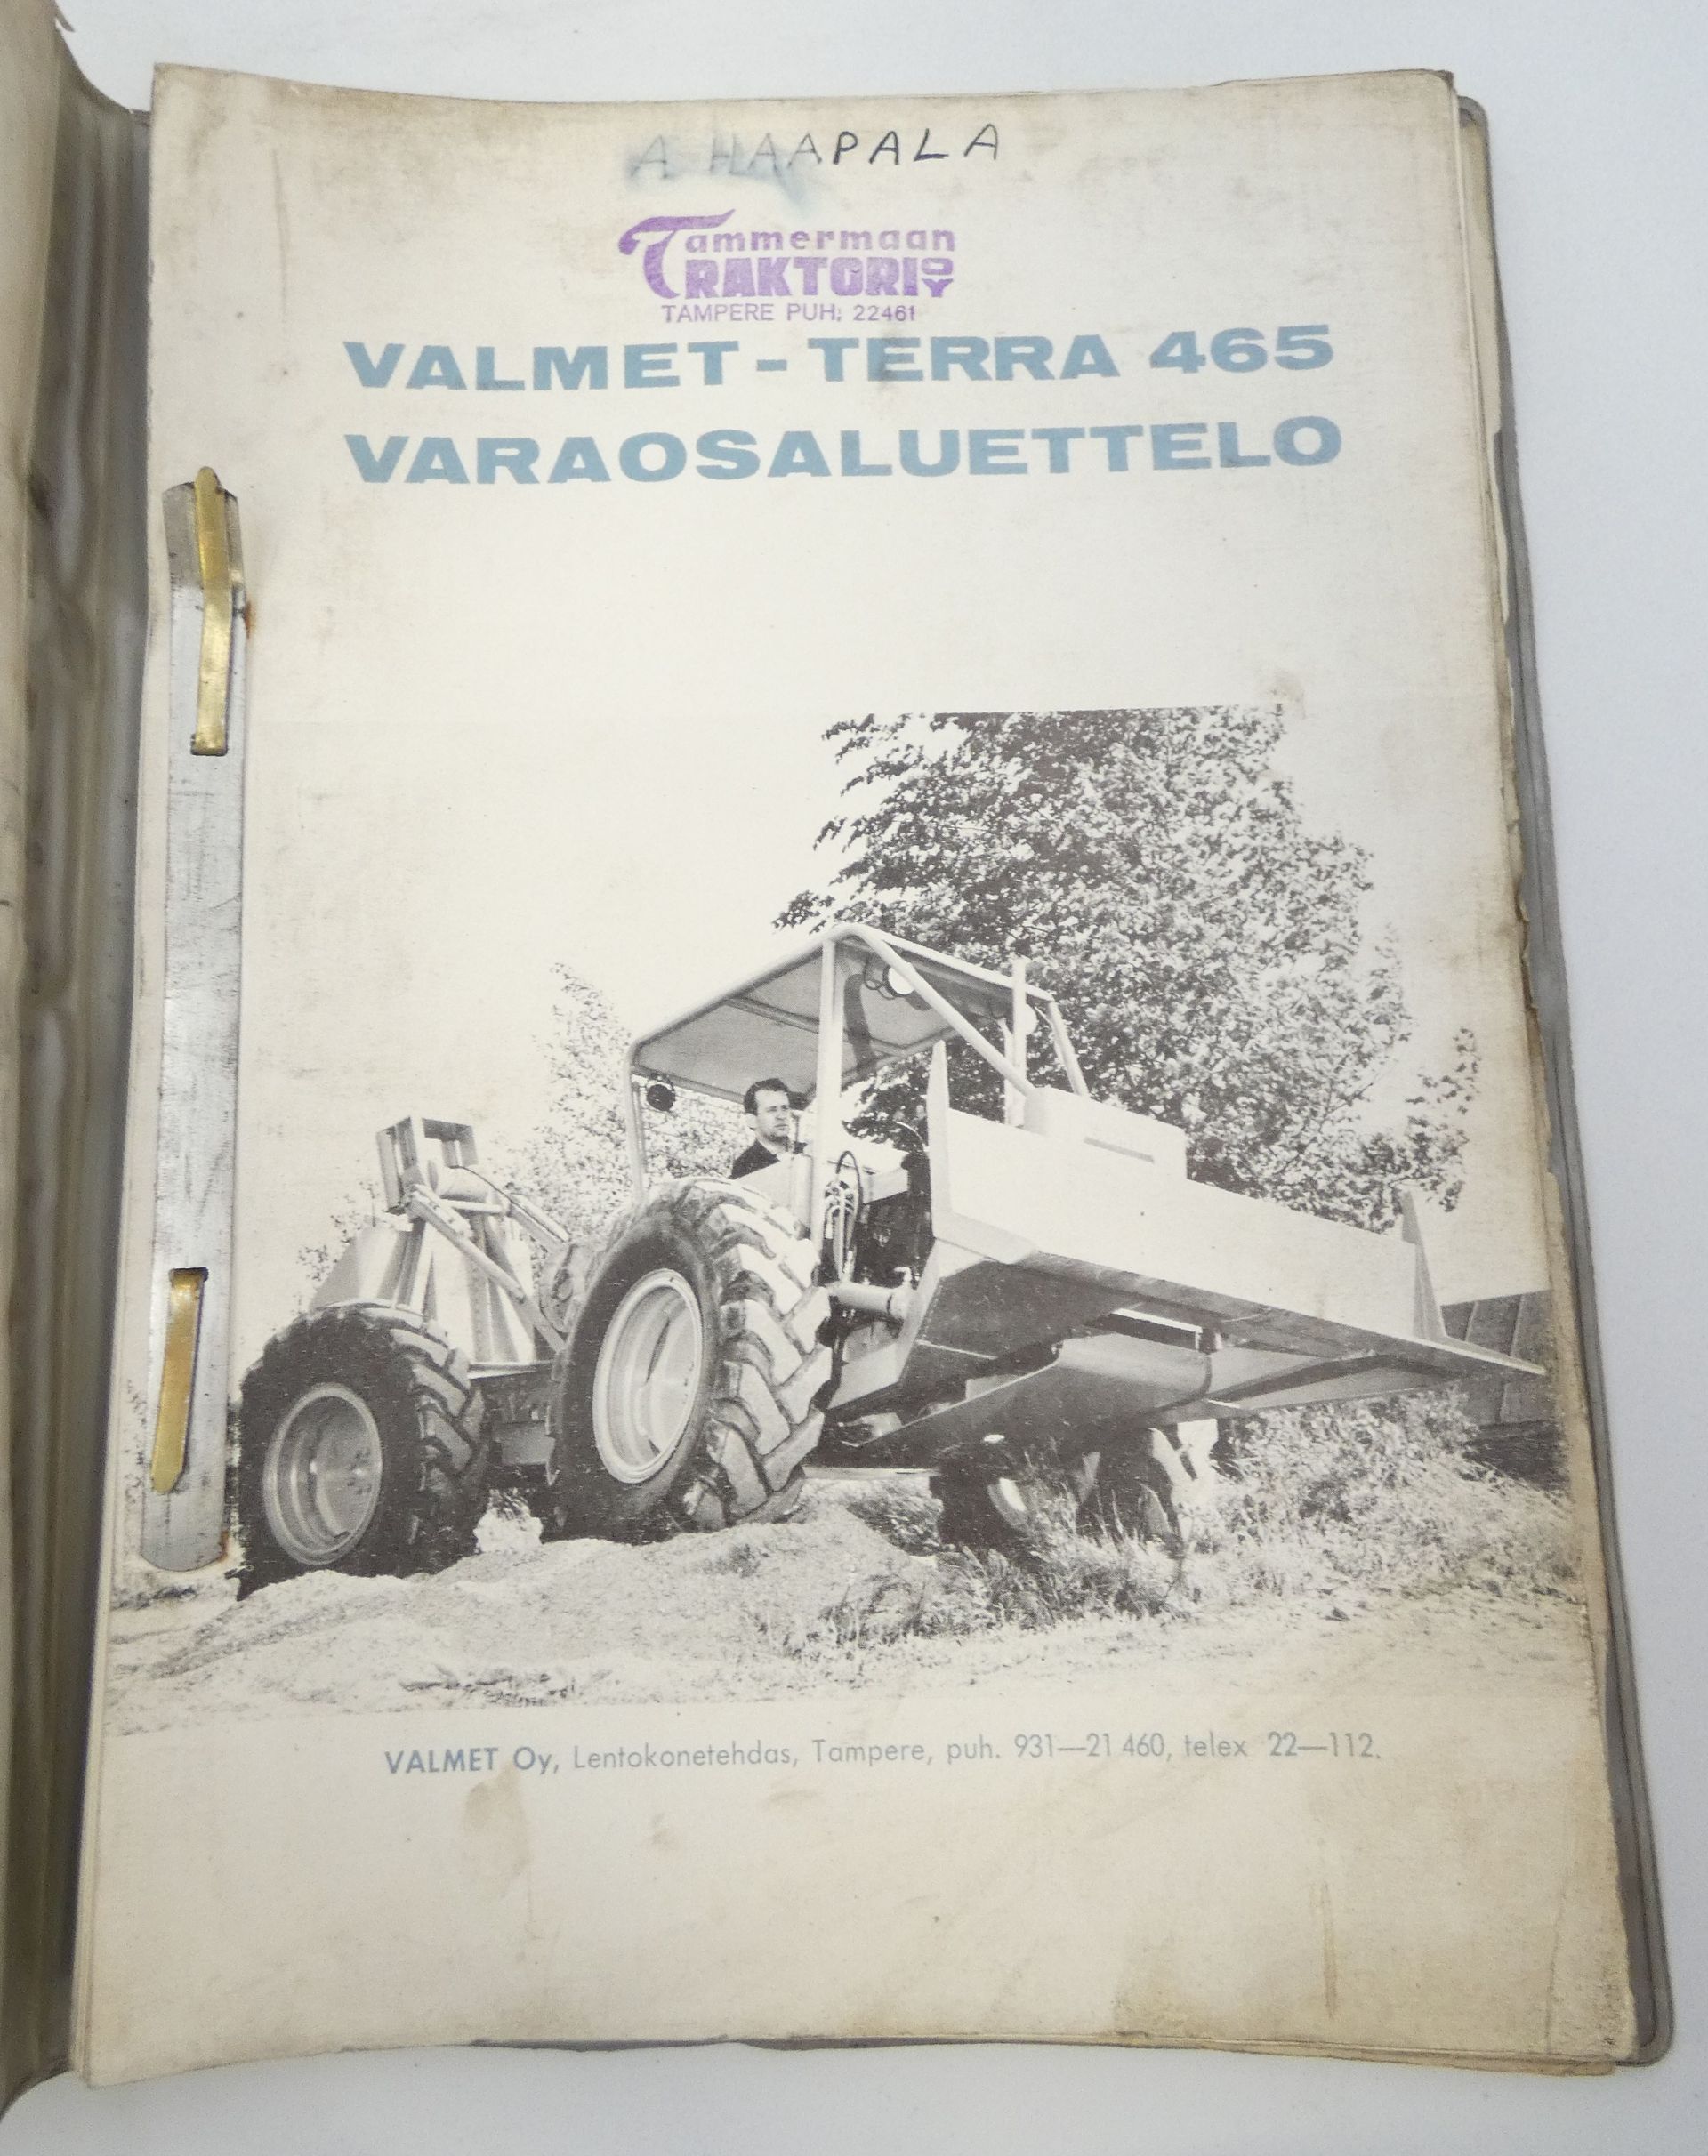 A HAAPALA
Tammermaan
TRAKTORI OY
TAMPERE PUH: 22461
VALMET - TERRA 465
VARAOSALUETTELO
VALMET Oy, Lentokonetehdas, Tampere, puh. 931—21 460, telex 22—112.